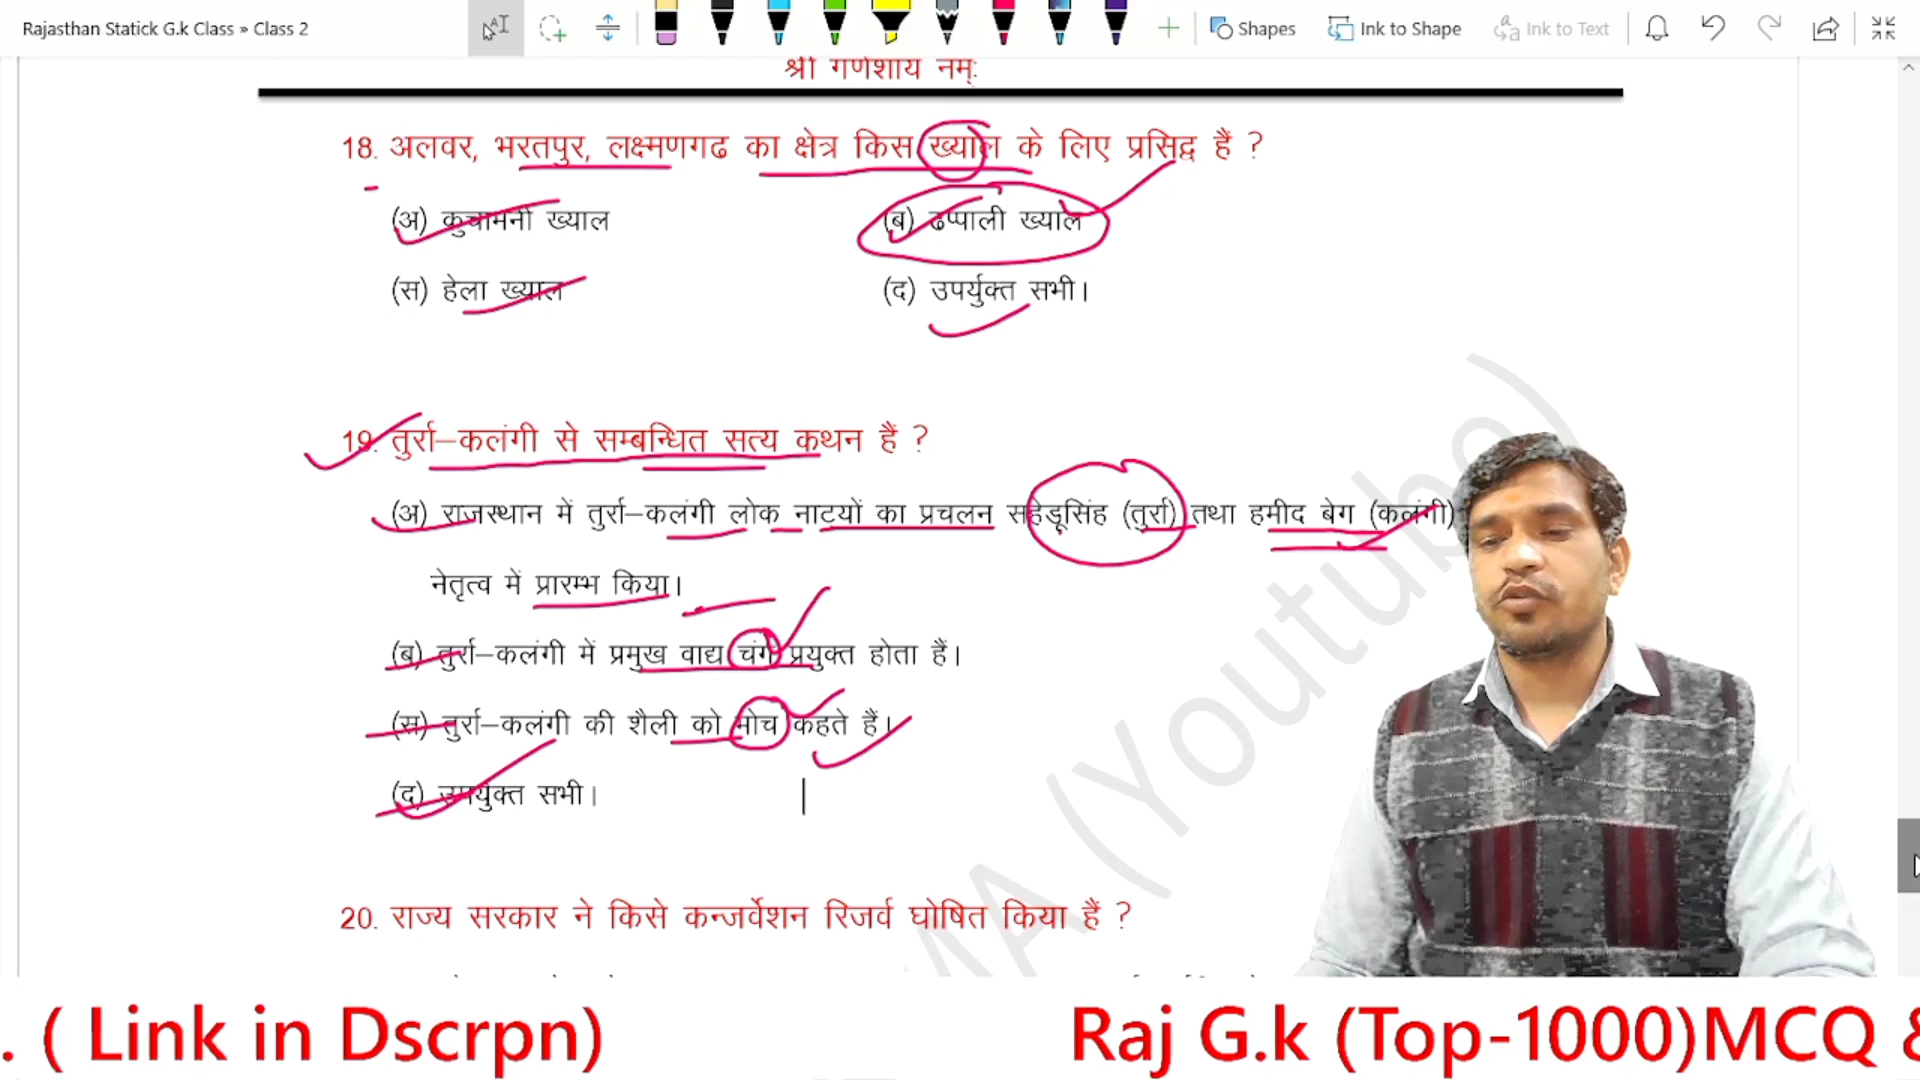 Rajasthan Statick G.k Class » Class 2
Shapes
Ink to Shape
Ink to Text
श्री गणेशाय नम्:
18. अलवर, भरतपुर, लक्ष्मणगढ का क्षेत्र किस ख्याल के लिए प्रसिद्व हैं ?
(अ) कुचामनी ख्याल (ब) ढप्पाली ख्याल
(स) हेला ख्याल (द) उपर्युक्त सभी।
19. तुर्रा–कलंगी से सम्बन्धित सत्य कथन हैं ?
(अ) राजस्थान में तुर्रा–कलंगी लोक नाट्यों का प्रचलन सहेडूसिंह (तुर्रा) तथा हमीद बेग (कलंगी)
नेतृत्व में प्रारम्भ किया।
(ब) तुर्रा–कलंगी में प्रमुख वाद्य चंग प्रयुक्त होता हैं।
(स) तुर्रा–कलंगी की शैली को मोच कहते हैं।
(द) उपर्युक्त सभी।
20. राज्य सरकार ने किसे कन्जर्वेशन रिजर्व घोषित किया हैं ?
MA (Youtube)
. ( Link in Dscrpn) Raj G.k (Top-1000)MCQ &